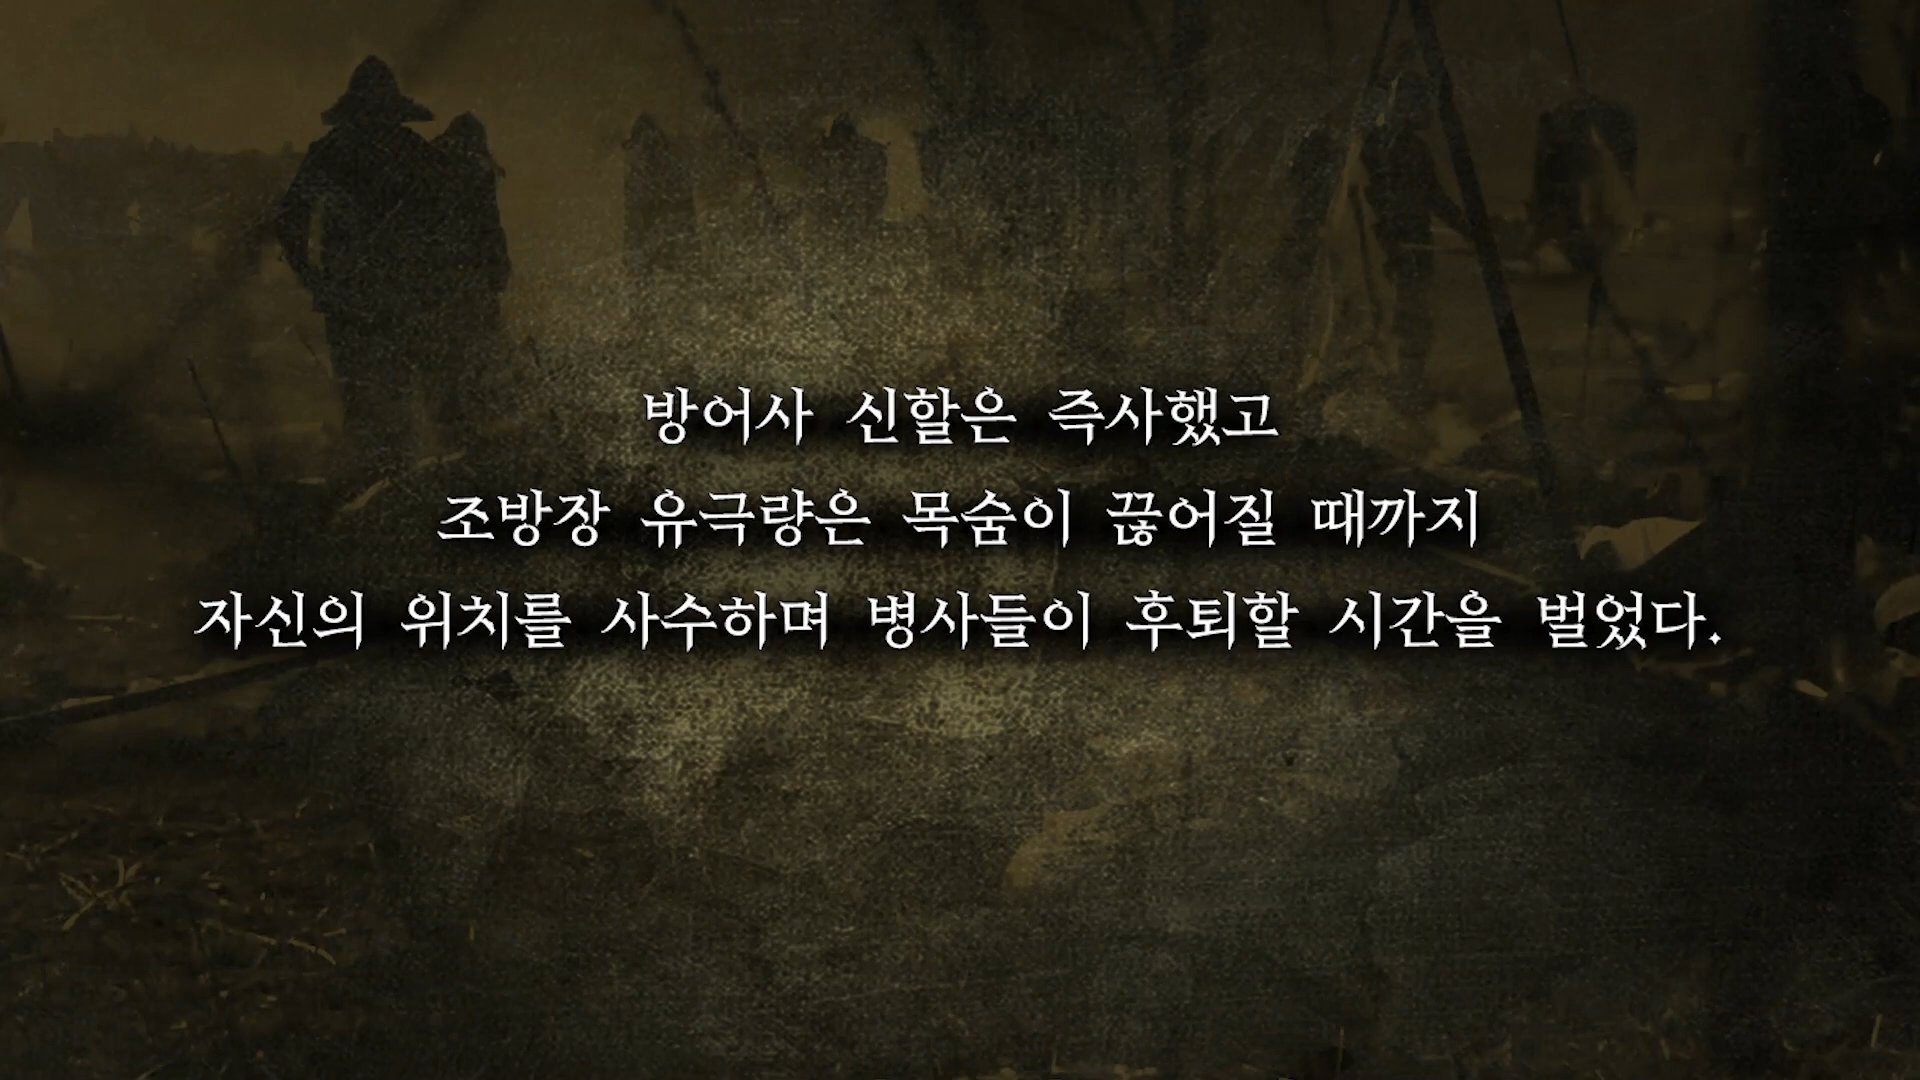 방어사 신할은 즉사했고
조방장 유극량은 목숨이 끊어질 때까지
자신의 위치를 사수하며 병사들이 후퇴할 시간을 벌었다.